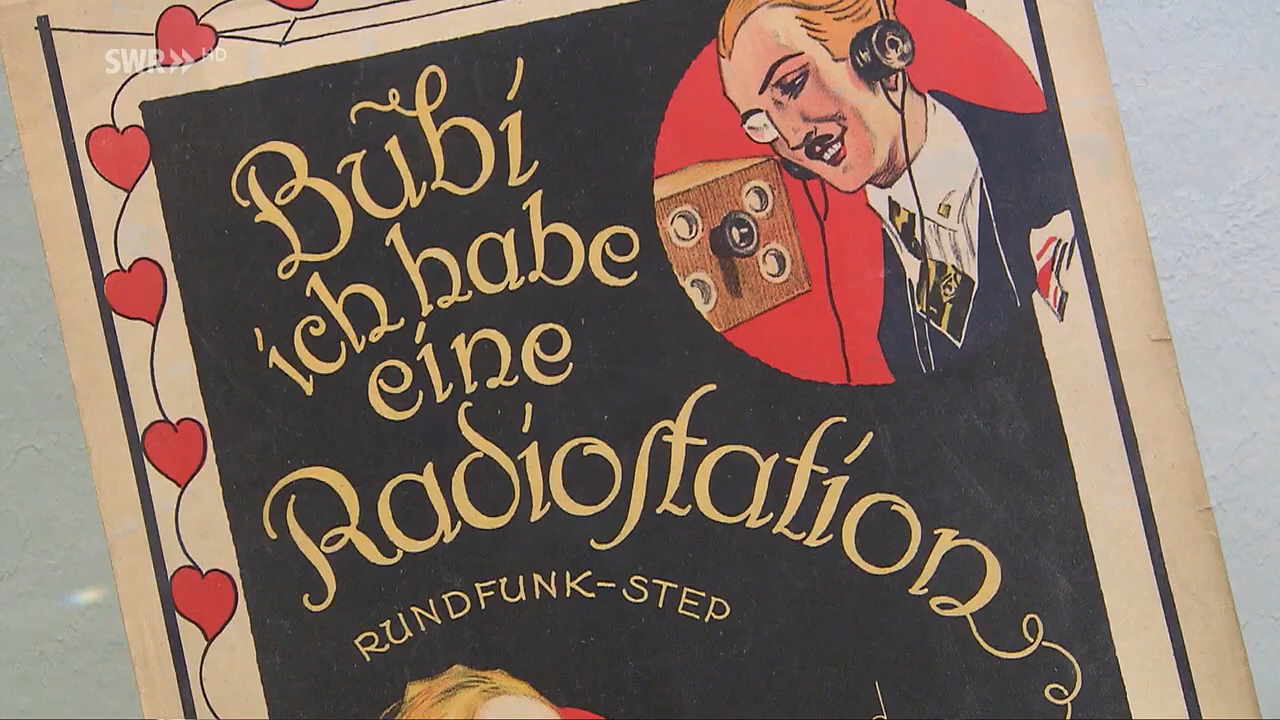 SWR HD
Bubi
ich habe
eine
Radioſtation
RUNDFUNK-STEP